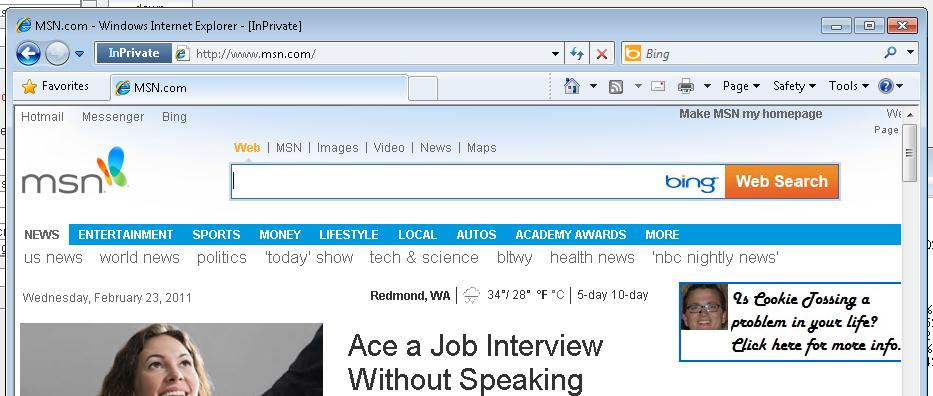 MSN.com - Windows Internet Explorer - [InPrivate]
InPrivate http://www.msn.com/ Bing
Favorites MSN.com Page Safety Tools
Hotmail Messenger Bing Make MSN my homepage
Page
Web | MSN | Images | Video | News | Maps
msn bing Web Search
NEWS ENTERTAINMENT SPORTS MONEY LIFESTYLE LOCAL AUTOS ACADEMY AWARDS MORE
us news world news politics 'today' show tech & science bltwy health news 'nbc nightly news'
Wednesday, February 23, 2011 Redmond, WA | 34°/ 28° °F °C | 5-day 10-day
Is Cookie Tossing a
problem in your life?
Click here for more info.
Ace a Job Interview
Without Speaking